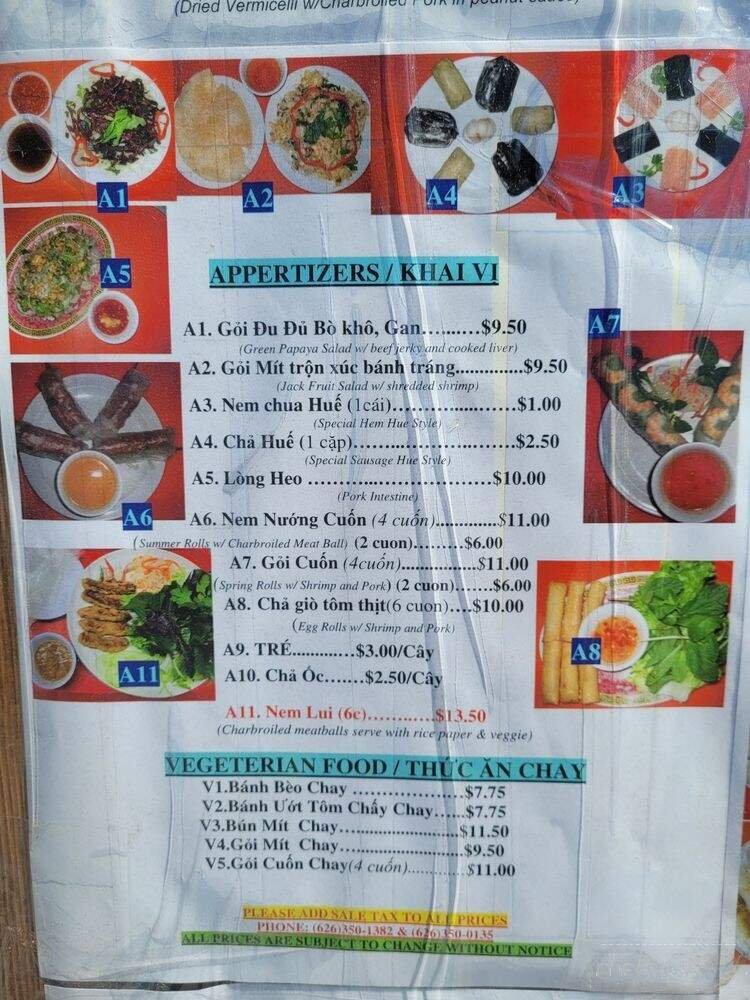 (Dried Vermicelli w/Charbroiled Pork in peanut sauce)
A1
A2
A4
A3
A5
APPERTIZERS / KHAI VỊ
A1. Gỏi Đu Đủ Bò khô, Gan…...…$9.50
(Green Papaya Salad w/ beef jerky and cooked liver)
A7
A2. Gỏi Mít trộn xúc bánh tráng...............$9.50
(Jack Fruit Salad w/ shredded shrimp)
A3. Nem chua Huế (1cái)……….....………$1.00
(Special Hem Hue Style)
A4. Chả Huế (1 cặp)……...………...……$2.50
(Special Sausage Hue Style)
A5. Lòng Heo ………...………………$10.00
(Pork Intestine)
A6
A6. Nem Nướng Cuốn (4 cuốn)..............$11.00
(Summer Rolls w/ Charbroiled Meat Ball) (2 cuon)………$6.00
A7. Gỏi Cuốn (4cuốn)..................$11.00
(Spring Rolls w/ Shrimp and Pork) (2 cuon)……..$6.00
A8. Chả giò tôm thịt(6 cuon)….$10.00
(Egg Rolls w/ Shrimp and Pork)
A9. TRÉ............…$3.00/Cây
A8
A10. Chả Ốc…….$2.50/Cây
A11
A11. Nem Lui (6c)……..….$13.50
(Charbroiled meatballs serve with rice paper & veggie)
VEGETERIAN FOOD / THỨC ĂN CHAY
V1.Bánh Bèo Chay ………………$7.75
V2.Bánh Ướt Tôm Chấy Chay…...$7.75
V3.Bún Mít Chay........................$11.50
V4.Gỏi Mít Chay.........................$9.50
V5.Gỏi Cuốn Chay(4 cuốn).............$11.00
PLEASE ADD SALE TAX TO ALL PRICES
PHONE: (626)350-1382 & (626)350-0135
ALL PRICES ARE SUBJECT TO CHANGE WITHOUT NOTICE